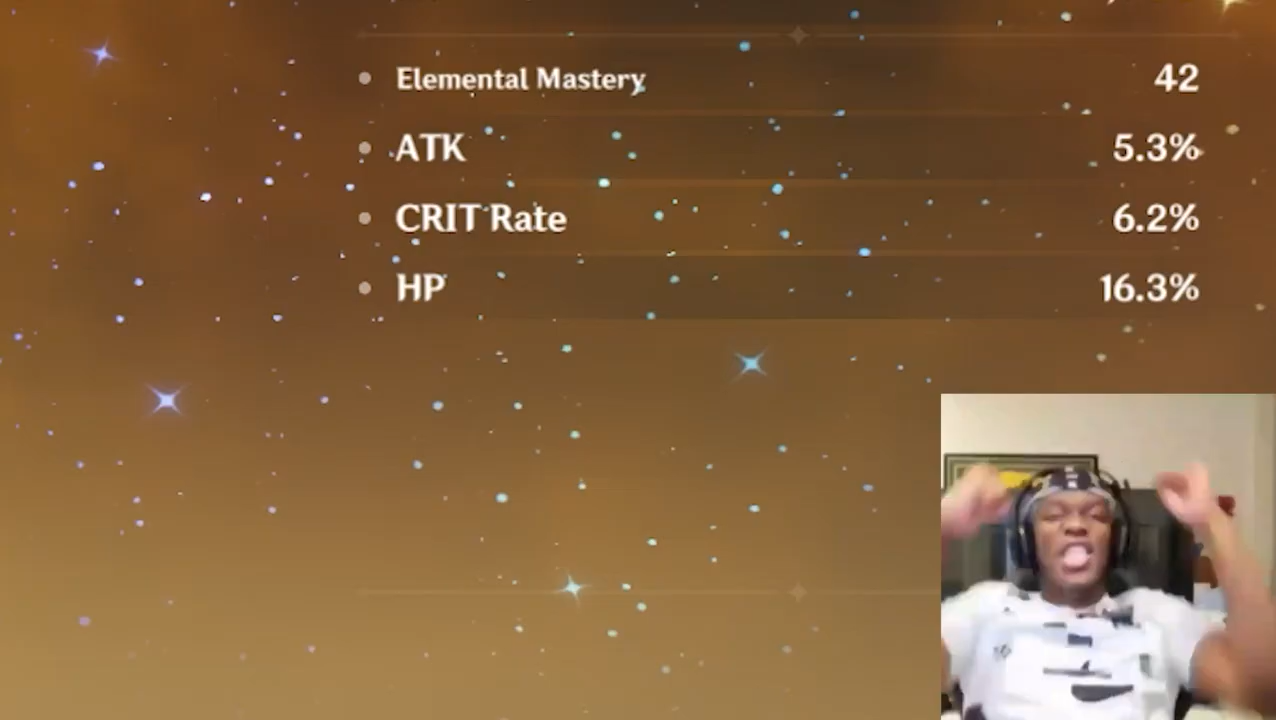 Elemental Mastery 42
ATK 5.3%
CRIT Rate 6.2%
HP 16.3%